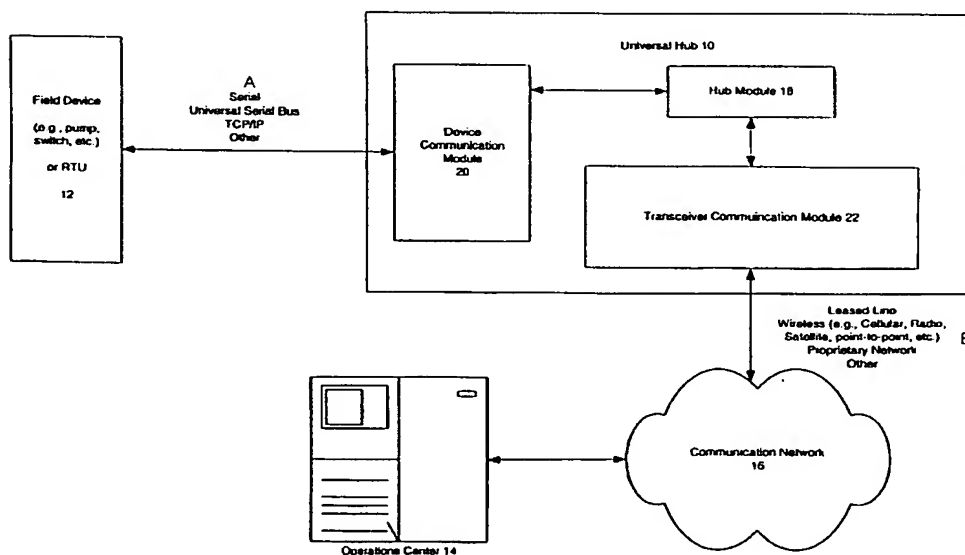 Universal Hub 10
A
Serial
Universal Serial Bus
TCP/IP
Other
Field Device
(e.g., pump,
switch, etc.)
or RTU
12
Device
Communication
Module
20
Hub Module 18
Transceiver Commuincation Module 22
Leased Line
Wireless (e.g., Cellular, Radio,
Satellite, point-to-point, etc.)
Proprietary Network
Other
Communication Network
16
Operations Center 14